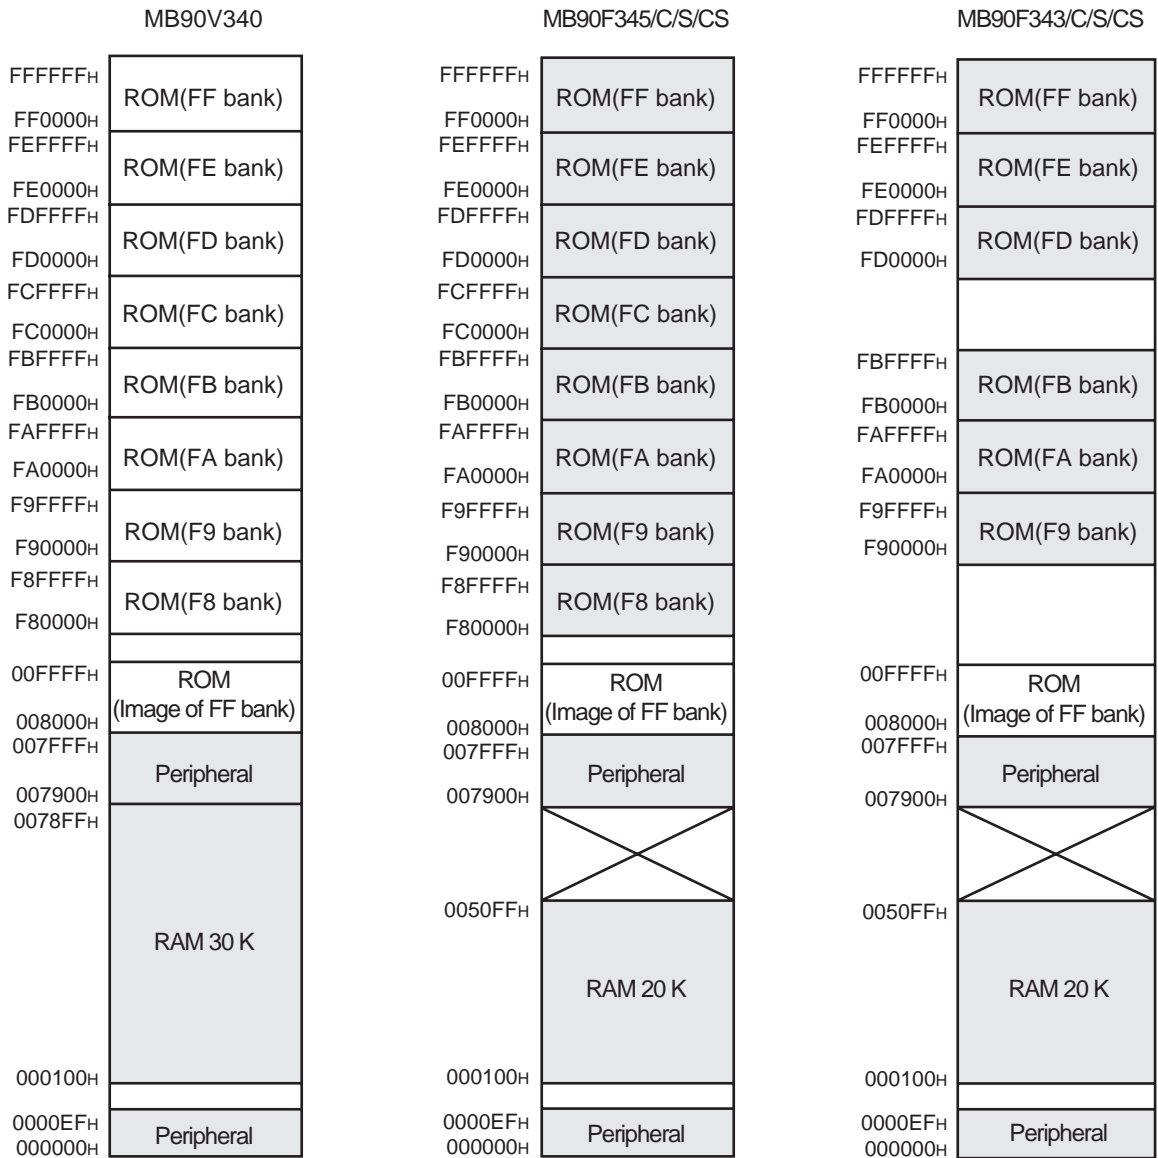 MB90V340
FFFFFFH
ROM(FF bank)
FF0000H
FEFFFFH
ROM(FE bank)
FE0000H
FDFFFFH
ROM(FD bank)
FD0000H
FCFFFFH
ROM(FC bank)
FC0000H
FBFFFFH
ROM(FB bank)
FB0000H
FAFFFFH
ROM(FA bank)
FA0000H
F9FFFFH
ROM(F9 bank)
F90000H
F8FFFFH
ROM(F8 bank)
F80000H
00FFFFH
ROM
(Image of FF bank)
008000H
007FFFH
Peripheral
007900H
0078FFH
RAM 30 K
000100H
0000EFH
Peripheral
000000H
MB90F345/C/S/CS
FFFFFFH
ROM(FF bank)
FF0000H
FEFFFFH
ROM(FE bank)
FE0000H
FDFFFFH
ROM(FD bank)
FD0000H
FCFFFFH
ROM(FC bank)
FC0000H
FBFFFFH
ROM(FB bank)
FB0000H
FAFFFFH
ROM(FA bank)
FA0000H
F9FFFFH
ROM(F9 bank)
F90000H
F8FFFFH
ROM(F8 bank)
F80000H
00FFFFH
ROM
(Image of FF bank)
008000H
007FFFH
Peripheral
007900H
0050FFH
RAM 20 K
000100H
0000EFH
Peripheral
000000H
MB90F343/C/S/CS
FFFFFFH
ROM(FF bank)
FF0000H
FEFFFFH
ROM(FE bank)
FE0000H
FDFFFFH
ROM(FD bank)
FD0000H
FBFFFFH
ROM(FB bank)
FB0000H
FAFFFFH
ROM(FA bank)
FA0000H
F9FFFFH
ROM(F9 bank)
F90000H
00FFFFH
ROM
(Image of FF bank)
008000H
007FFFH
Peripheral
007900H
0050FFH
RAM 20 K
000100H
0000EFH
Peripheral
000000H